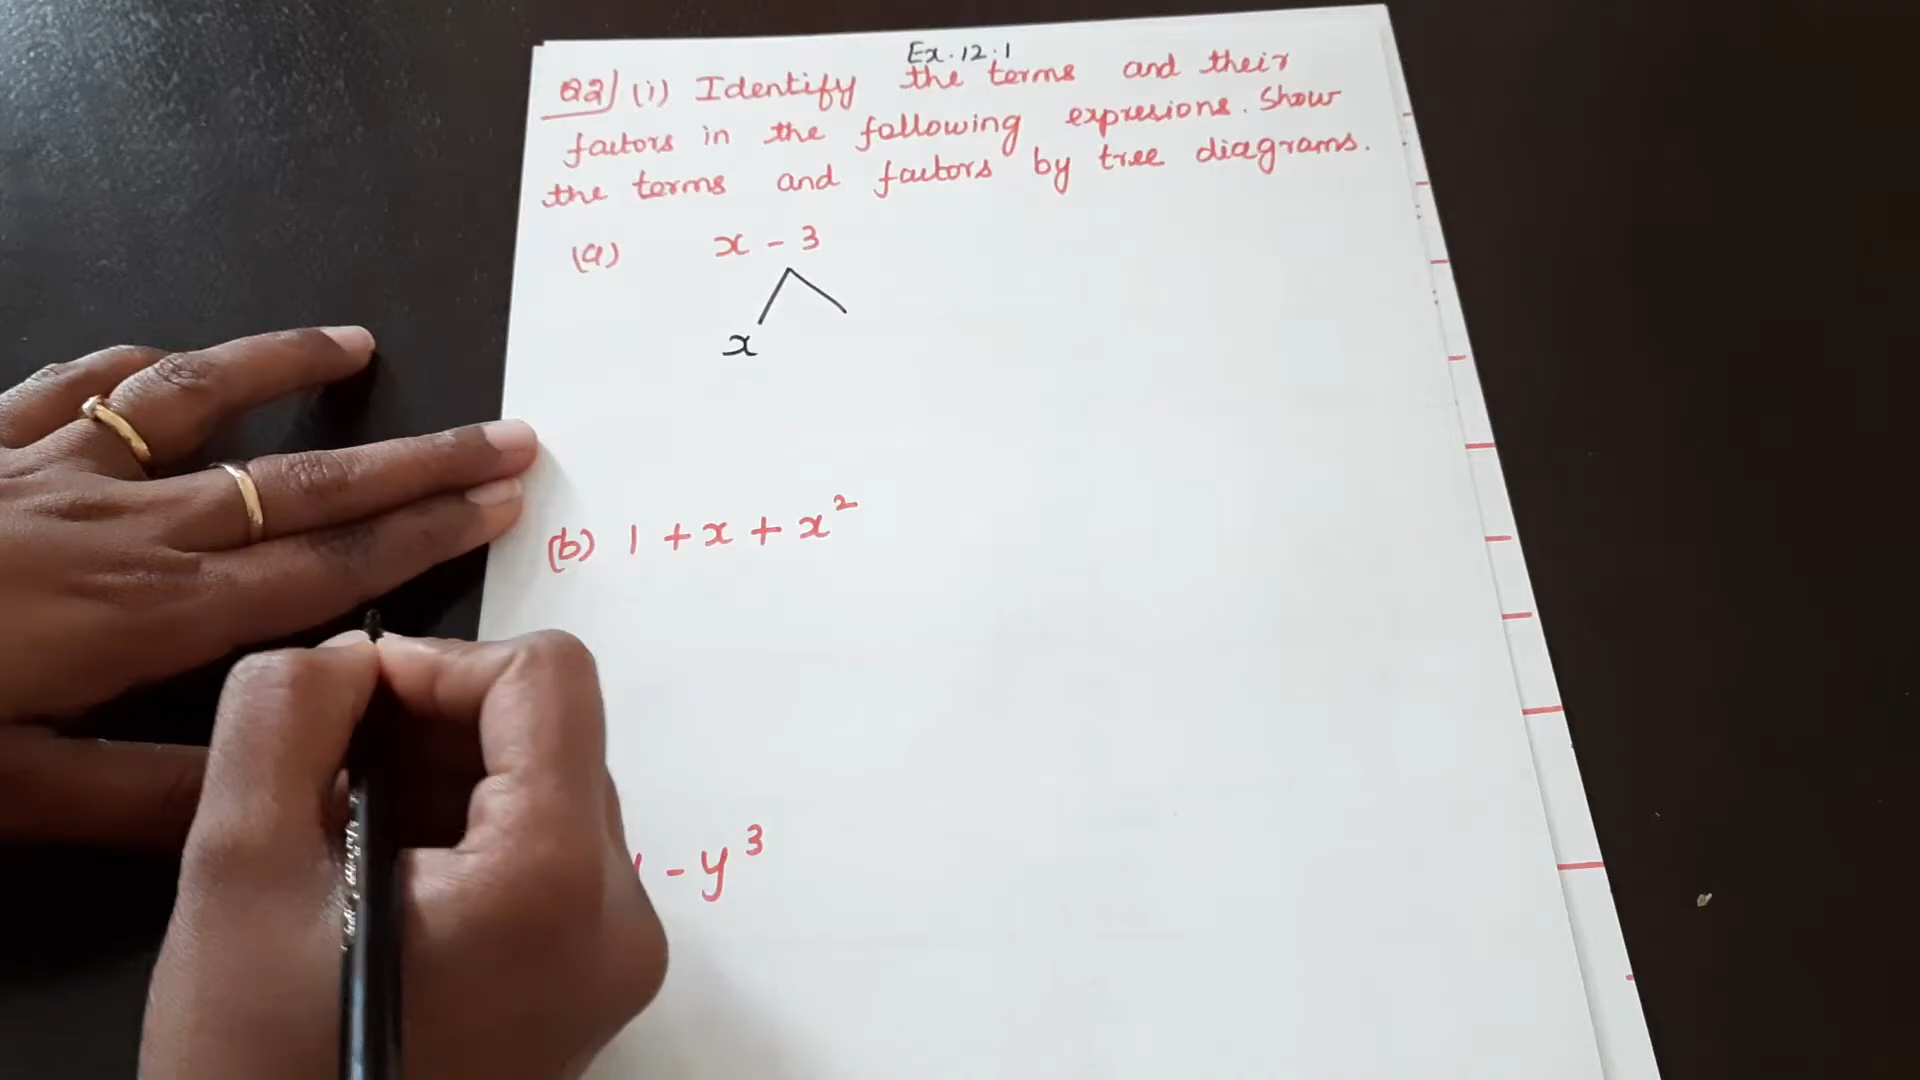 Ex.12.1
Q2) (i) Identify the terms and their
factors in the following expresions. Show
the terms and factors by tree diagrams.
(a) x - 3
x
(b) 1 + x + x²
- y³